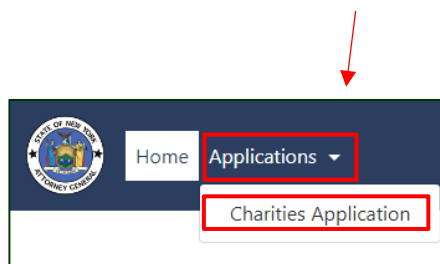 STATE OF NEW YORK
ATTORNEY GENERAL
Home
Applications
Charities Application